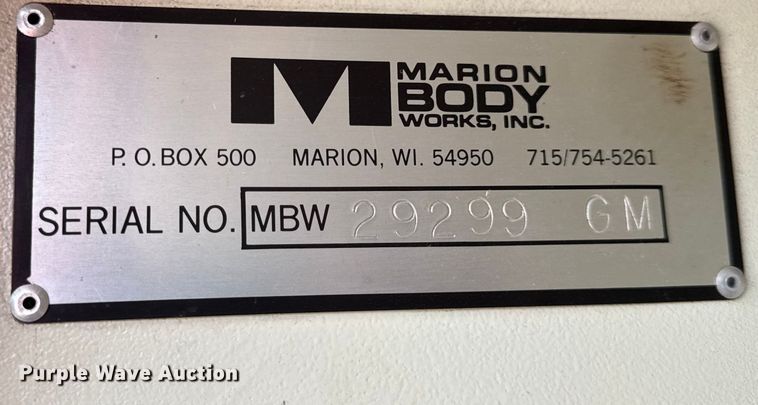 M
MARION
BODY
WORKS, INC.
P. O. BOX 500 MARION, WI. 54950 715/754-5261
SERIAL NO. MBW 29299 GM
Purple Wave Auction